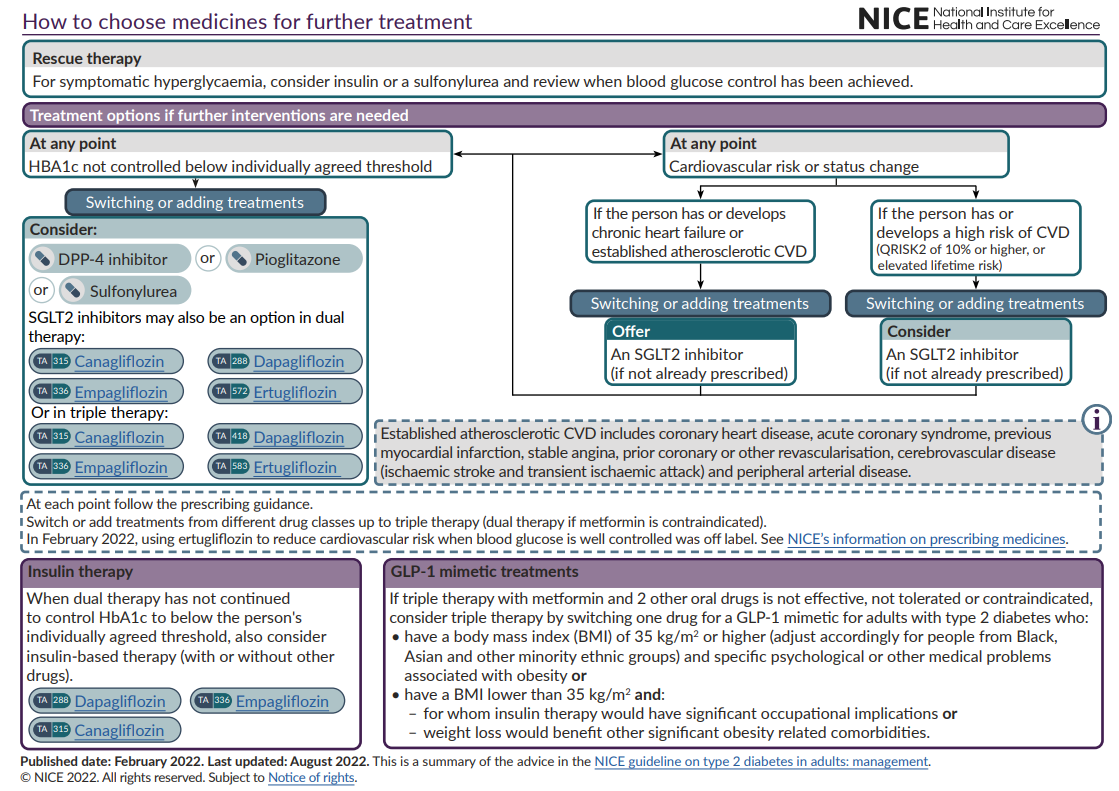 How to choose medicines for further treatment
NICE National Institute for
Health and Care Excellence
Rescue therapy
For symptomatic hyperglycaemia, consider insulin or a sulfonylurea and review when blood glucose control has been achieved.
Treatment options if further interventions are needed
At any point
HBA1c not controlled below individually agreed threshold
Switching or adding treatments
Consider:
DPP-4 inhibitor or Pioglitazone
or Sulfonylurea
SGLT2 inhibitors may also be an option in dual
therapy:
TA 315 Canagliflozin TA 288 Dapagliflozin
TA 336 Empagliflozin TA 572 Ertugliflozin
Or in triple therapy:
TA 315 Canagliflozin TA 418 Dapagliflozin
TA 336 Empagliflozin TA 583 Ertugliflozin
At any point
Cardiovascular risk or status change
If the person has or develops
chronic heart failure or
established atherosclerotic CVD
Switching or adding treatments
Offer
An SGLT2 inhibitor
(if not already prescribed)
If the person has or
develops a high risk of CVD
(QRISK2 of 10% or higher, or
elevated lifetime risk)
Switching or adding treatments
Consider
An SGLT2 inhibitor
(if not already prescribed)
i
Established atherosclerotic CVD includes coronary heart disease, acute coronary syndrome, previous
myocardial infarction, stable angina, prior coronary or other revascularisation, cerebrovascular disease
(ischaemic stroke and transient ischaemic attack) and peripheral arterial disease.
At each point follow the prescribing guidance.
Switch or add treatments from different drug classes up to triple therapy (dual therapy if metformin is contraindicated).
In February 2022, using ertugliflozin to reduce cardiovascular risk when blood glucose is well controlled was off label. See NICE's information on prescribing medicines.
Insulin therapy
When dual therapy has not continued
to control HbA1c to below the person's
individually agreed threshold, also consider
insulin-based therapy (with or without other
drugs).
TA 288 Dapagliflozin TA 336 Empagliflozin
TA 315 Canagliflozin
GLP-1 mimetic treatments
If triple therapy with metformin and 2 other oral drugs is not effective, not tolerated or contraindicated,
consider triple therapy by switching one drug for a GLP-1 mimetic for adults with type 2 diabetes who:
• have a body mass index (BMI) of 35 kg/m² or higher (adjust accordingly for people from Black,
Asian and other minority ethnic groups) and specific psychological or other medical problems
associated with obesity or
• have a BMI lower than 35 kg/m² and:
– for whom insulin therapy would have significant occupational implications or
– weight loss would benefit other significant obesity related comorbidities.
Published date: February 2022. Last updated: August 2022. This is a summary of the advice in the NICE guideline on type 2 diabetes in adults: management.
© NICE 2022. All rights reserved. Subject to Notice of rights.